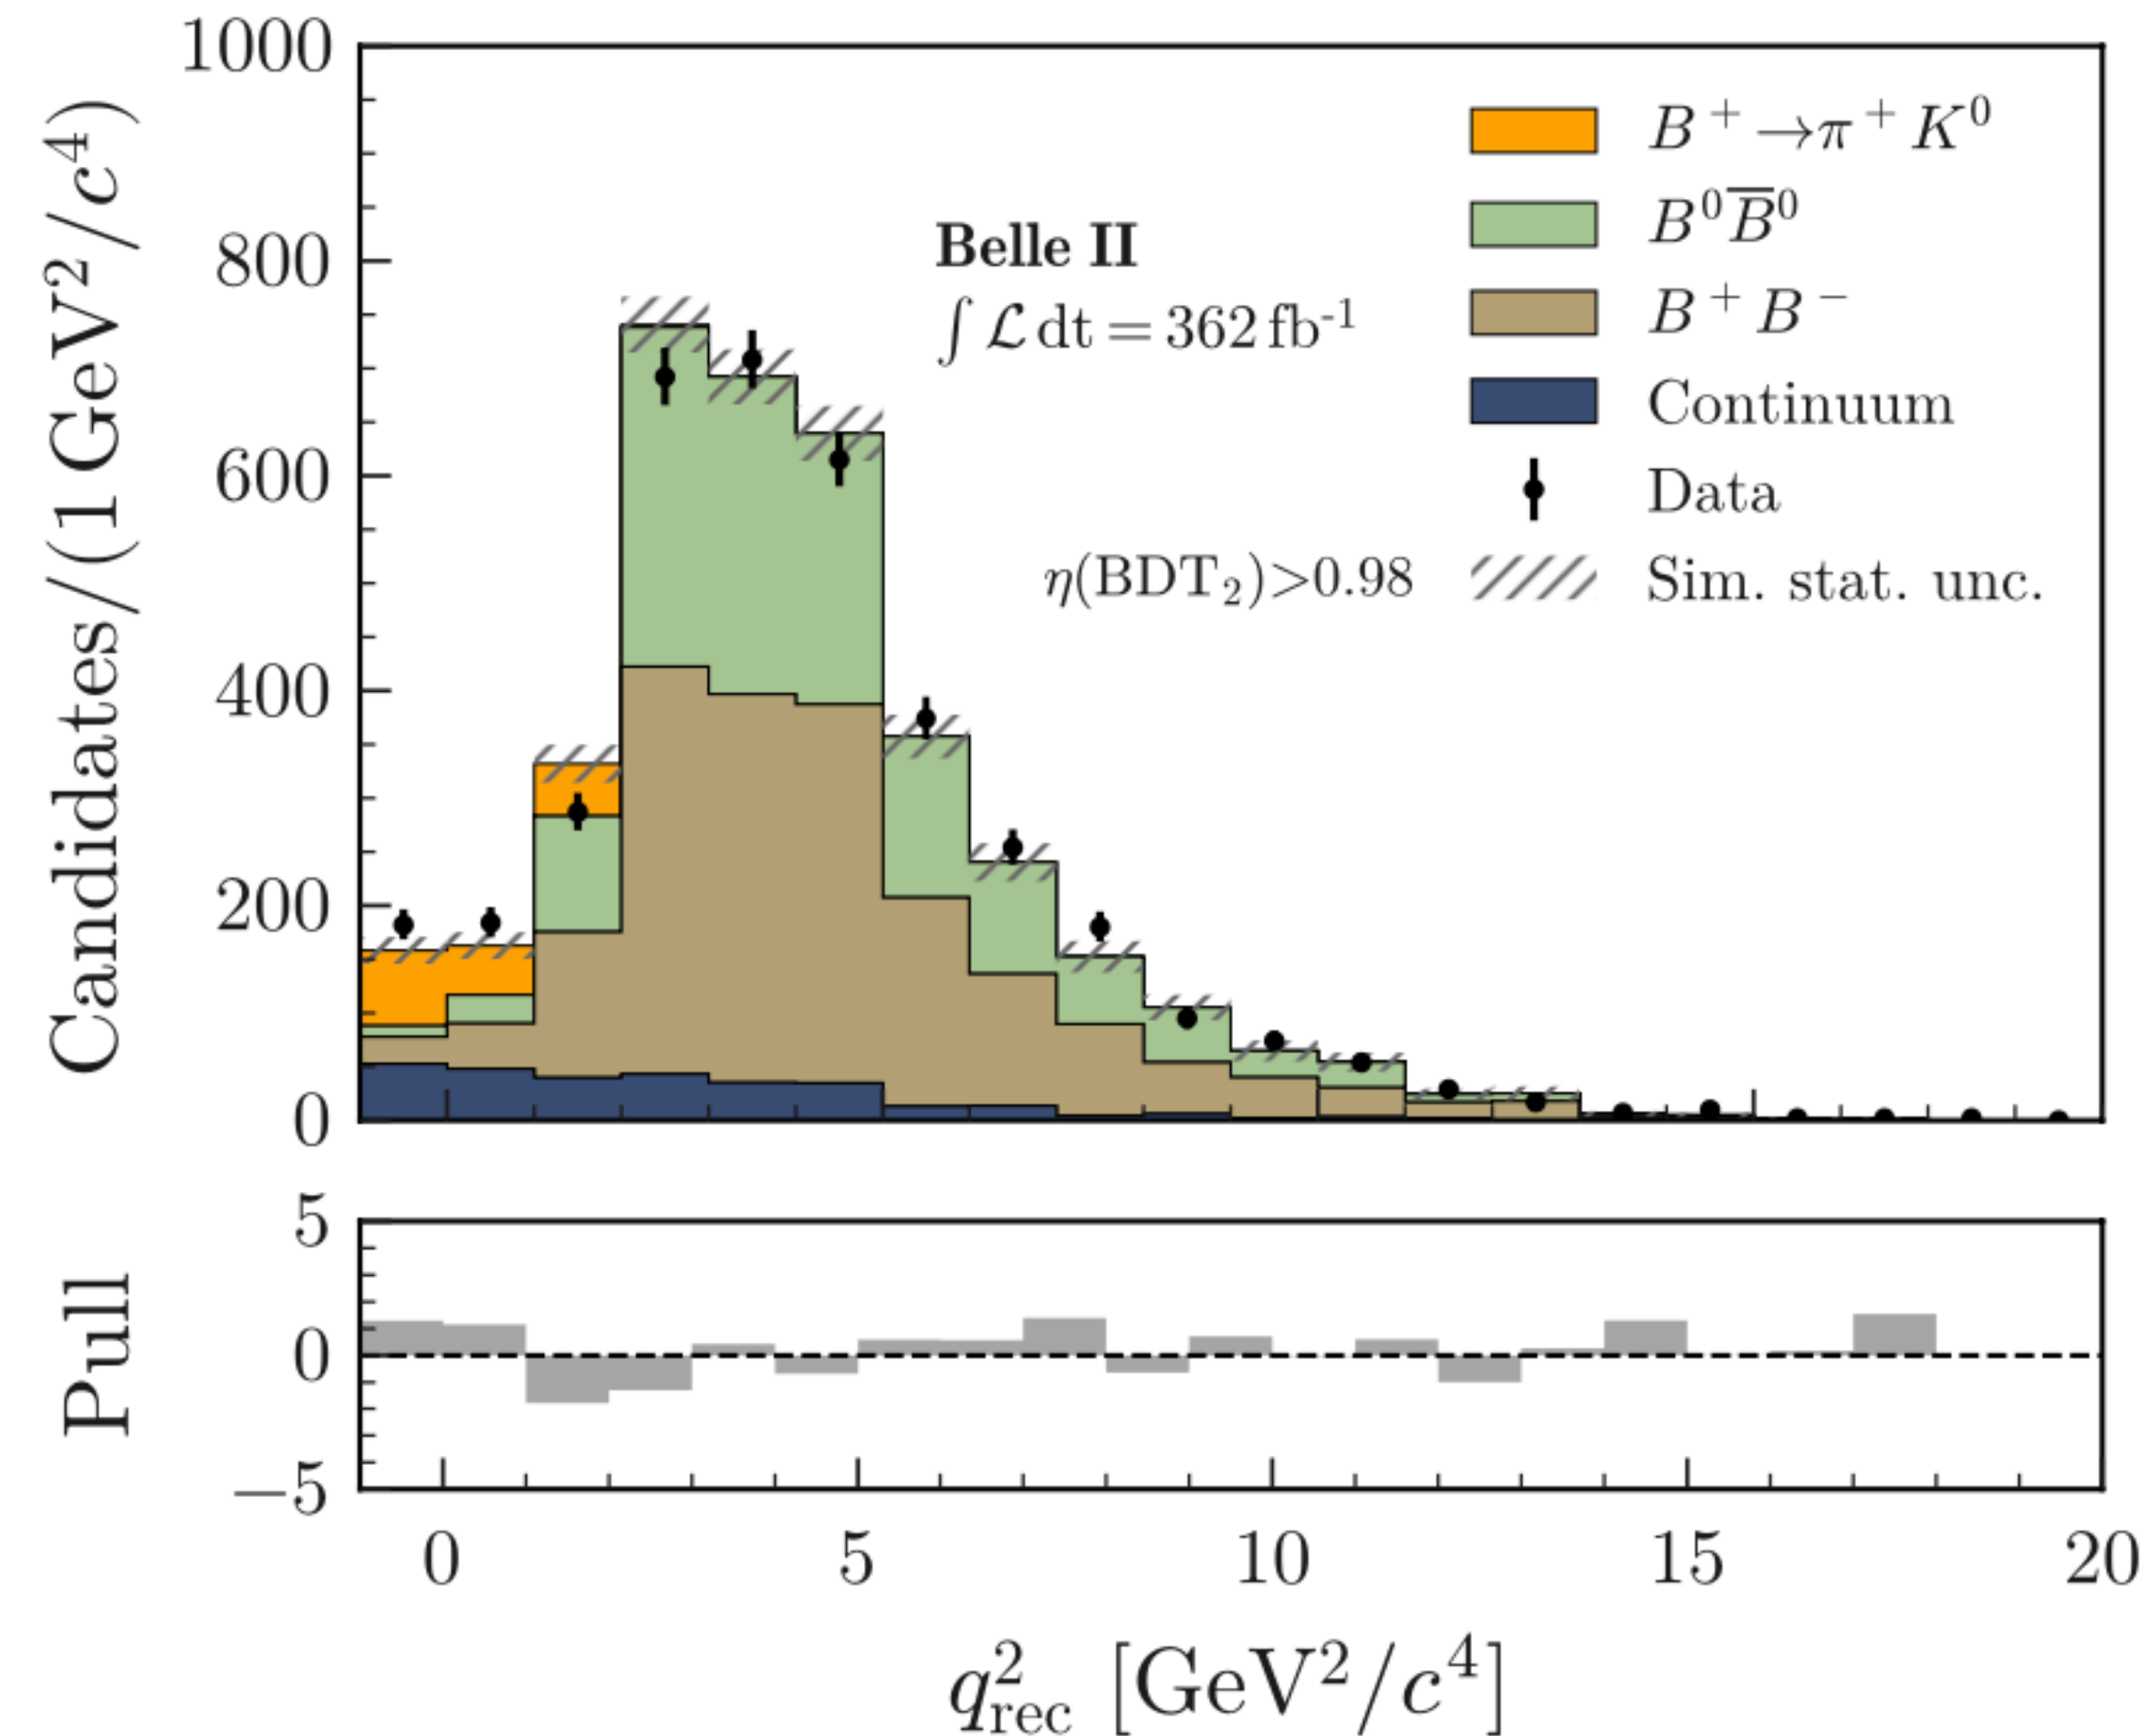 Candidates/(1 GeV²/c⁴)
1000
800
600
400
200
0
Belle II
∫ ℒ dt = 362 fb⁻¹
η(BDT₂)>0.98
B⁺→π⁺K⁰
B⁰B̅⁰
B⁺B⁻
Continuum
Data
Sim. stat. unc.
Pull
5
0
−5
0 5 10 15 20
q²rec [GeV²/c⁴]